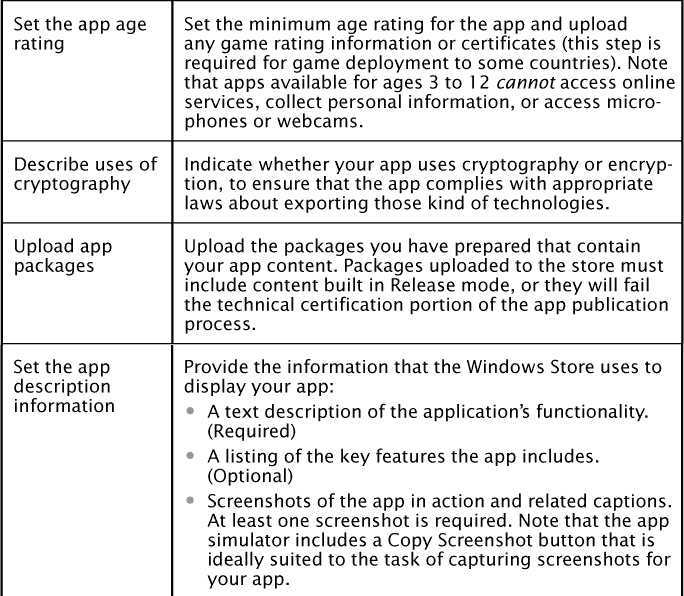 Set the app age
rating
Set the minimum age rating for the app and upload
any game rating information or certificates (this step is
required for game deployment to some countries). Note
that apps available for ages 3 to 12 cannot access online
services, collect personal information, or access micro-
phones or webcams.
Describe uses of
cryptography
Indicate whether your app uses cryptography or encryp-
tion, to ensure that the app complies with appropriate
laws about exporting those kind of technologies.
Upload app
packages
Upload the packages you have prepared that contain
your app content. Packages uploaded to the store must
include content built in Release mode, or they will fail
the technical certification portion of the app publication
process.
Set the app
description
information
Provide the information that the Windows Store uses to
display your app:
• A text description of the application’s functionality.
(Required)
• A listing of the key features the app includes.
(Optional)
• Screenshots of the app in action and related captions.
At least one screenshot is required. Note that the app
simulator includes a Copy Screenshot button that is
ideally suited to the task of capturing screenshots for
your app.